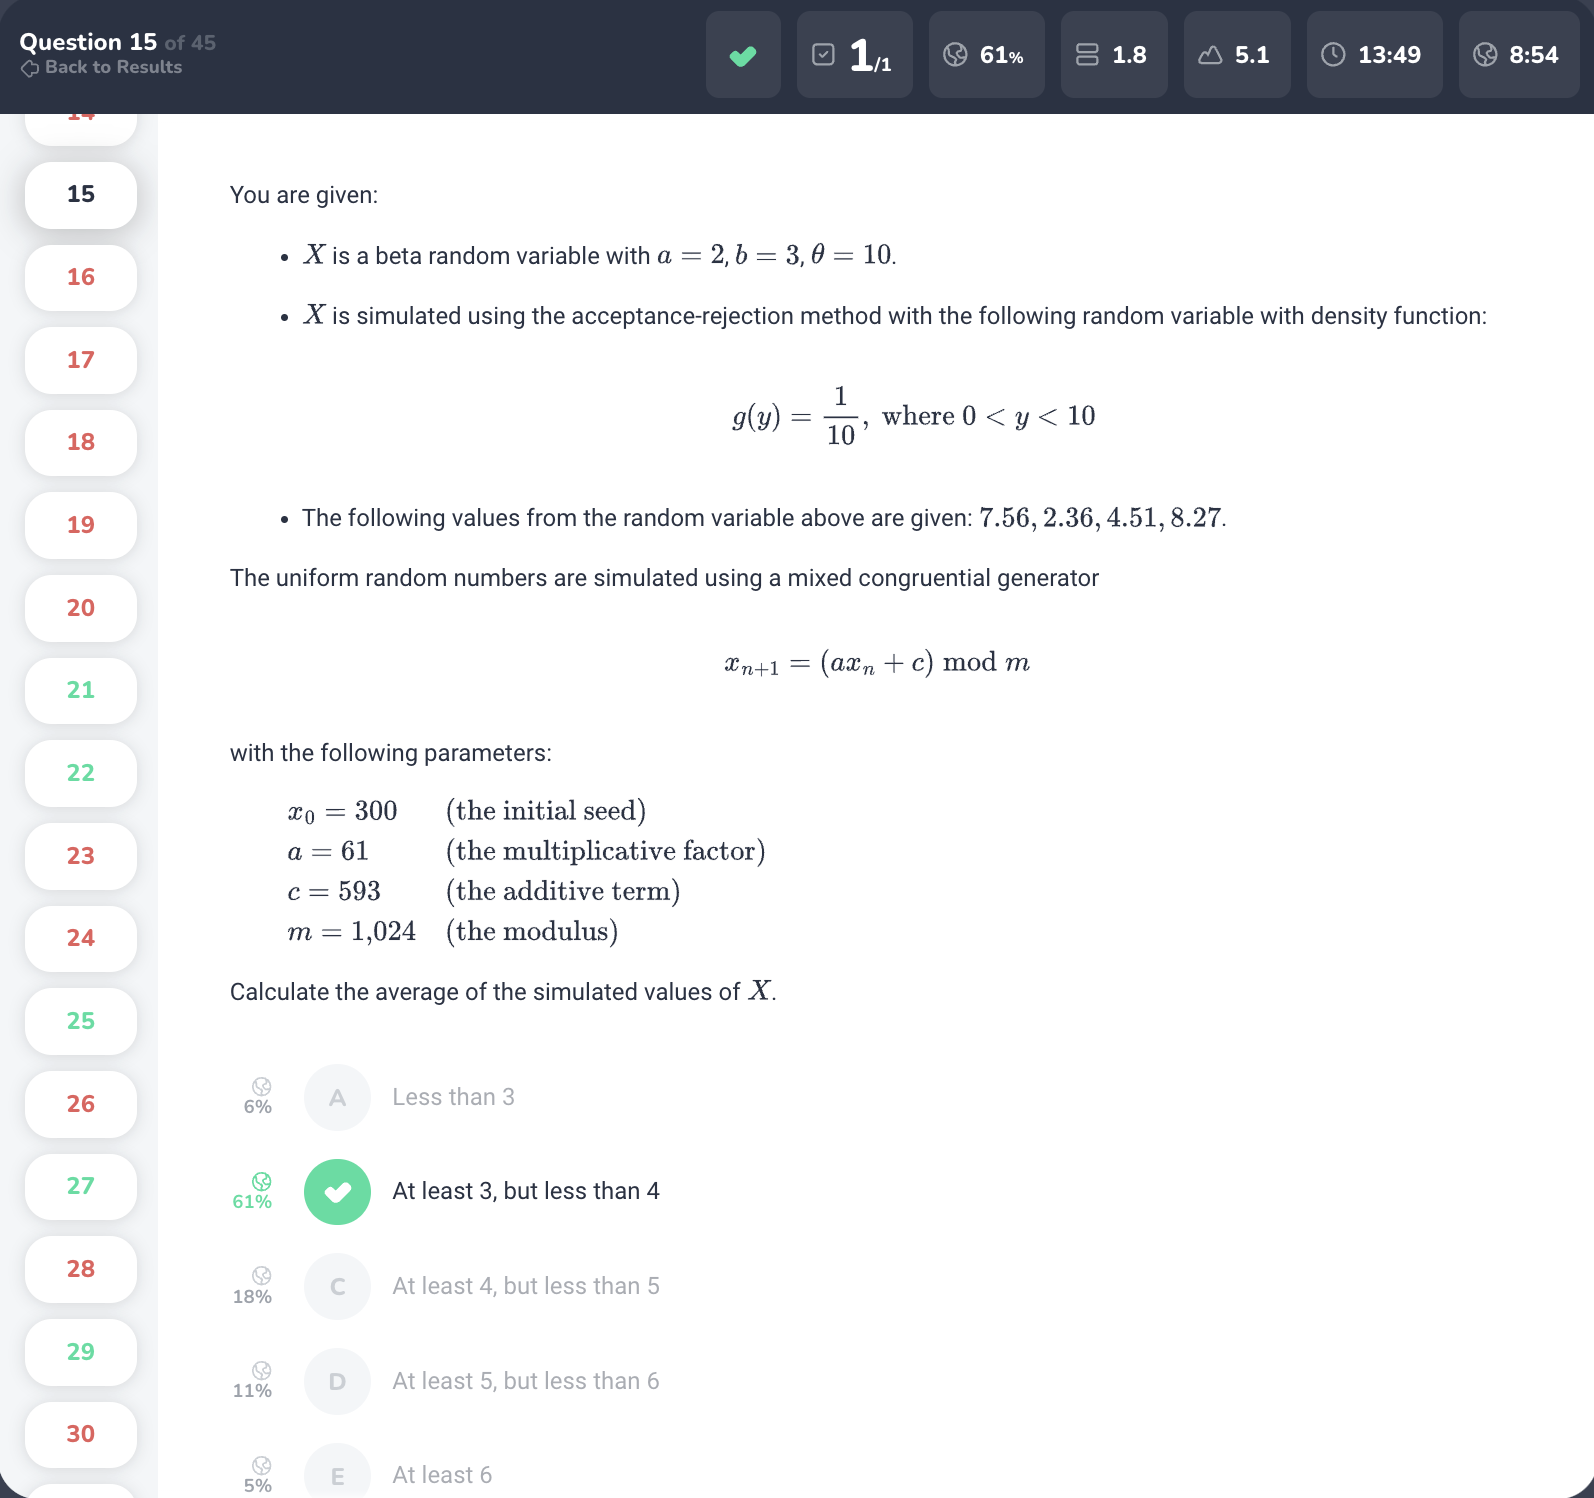 Question 15 of 45
Back to Results
1/1
61%
1.8
5.1
13:49
8:54
14
15
16
17
18
19
20
21
22
23
24
25
26
27
28
29
30
You are given:
• X is a beta random variable with a = 2, b = 3, θ = 10.
• X is simulated using the acceptance-rejection method with the following random variable with density function:
g(y) = 1/10, where 0 < y < 10
• The following values from the random variable above are given: 7.56, 2.36, 4.51, 8.27.
The uniform random numbers are simulated using a mixed congruential generator
xₙ₊₁ = (axₙ + c) mod m
with the following parameters:
x₀ = 300 (the initial seed)
a = 61 (the multiplicative factor)
c = 593 (the additive term)
m = 1,024 (the modulus)
Calculate the average of the simulated values of X.
6% A Less than 3
61% At least 3, but less than 4
18% C At least 4, but less than 5
11% D At least 5, but less than 6
5% E At least 6